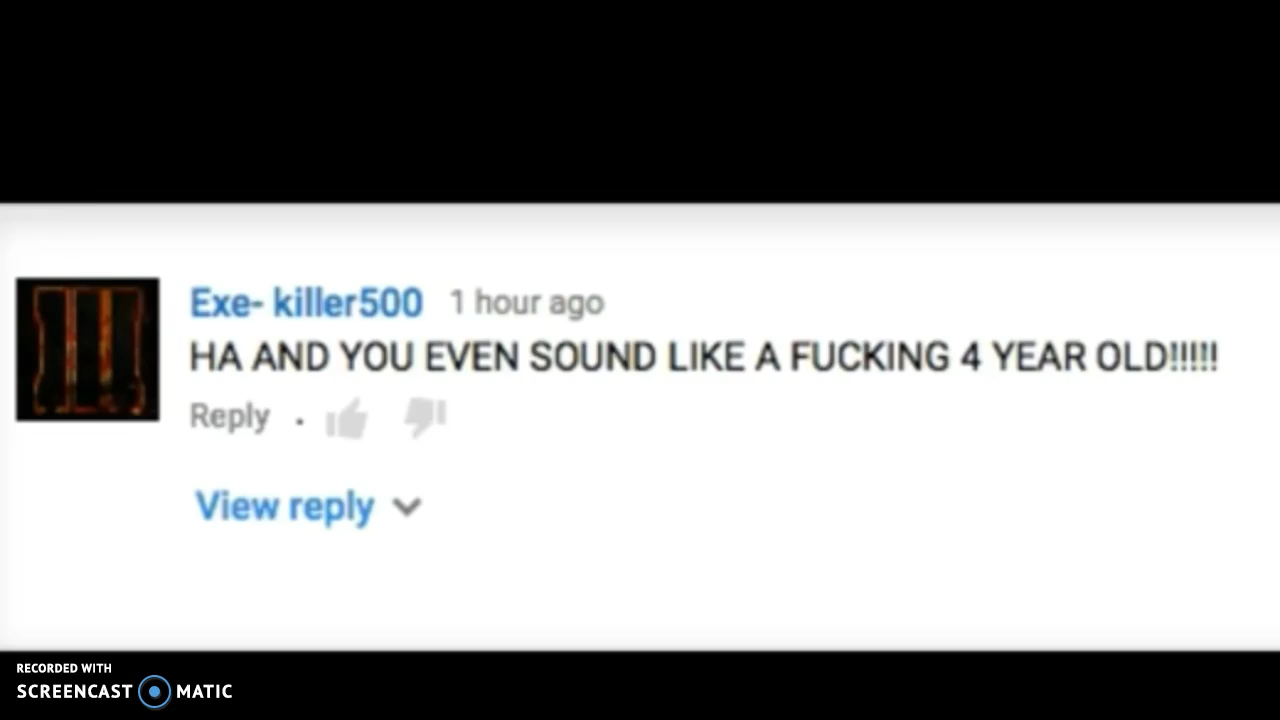 Exe- killer500 1 hour ago
HA AND YOU EVEN SOUND LIKE A FUCKING 4 YEAR OLD!!!!!
Reply .
View reply
RECORDED WITH
SCREENCAST MATIC